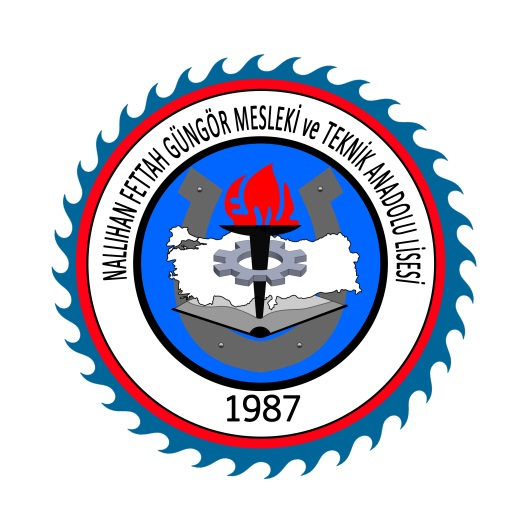 NALLIHAN FETTAH GÜNGÖR MESLEKİ ve TEKNİK ANADOLU LİSESİ
1987